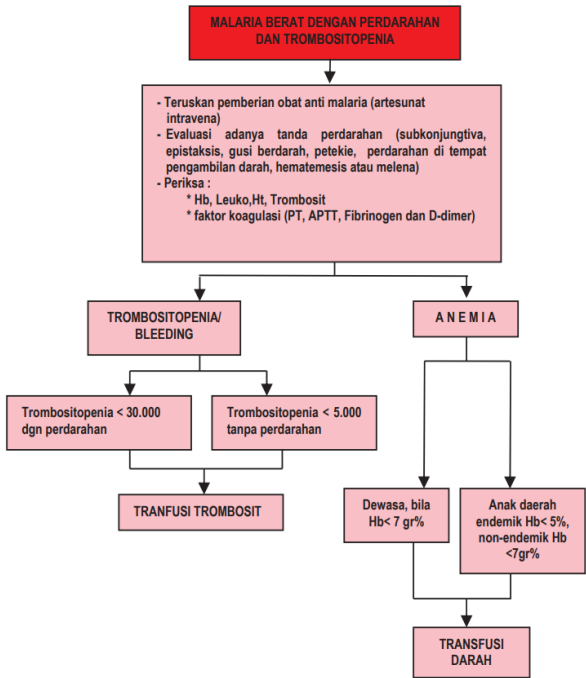 MALARIA BERAT DENGAN PERDARAHAN
DAN TROMBOSITOPENIA
- Teruskan pemberian obat anti malaria (artesunat
intravena)
- Evaluasi adanya tanda perdarahan (subkonjungtiva,
epistaksis, gusi berdarah, petekie, perdarahan di tempat
pengambilan darah, hematemesis atau melena)
- Periksa :
* Hb, Leuko,Ht, Trombosit
* faktor koagulasi (PT, APTT, Fibrinogen dan D-dimer)
TROMBOSITOPENIA/
BLEEDING
A N E M I A
Trombositopenia < 30.000
dgn perdarahan
Trombositopenia < 5.000
tanpa perdarahan
TRANFUSI TROMBOSIT
Dewasa, bila
Hb< 7 gr%
Anak daerah
endemik Hb< 5%,
non-endemik Hb
<7gr%
TRANSFUSI
DARAH